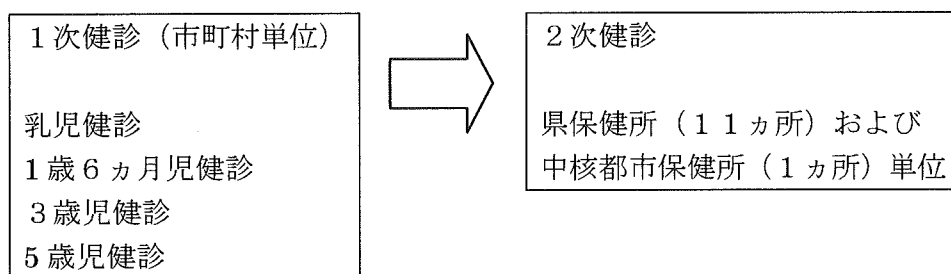 １次健診（市町村単位）
乳児健診
1歳６ヵ月児健診
３歳児健診
5歳児健診
２次健診
県保健所（１１ヵ所）および
中核都市保健所（１ヵ所）単位